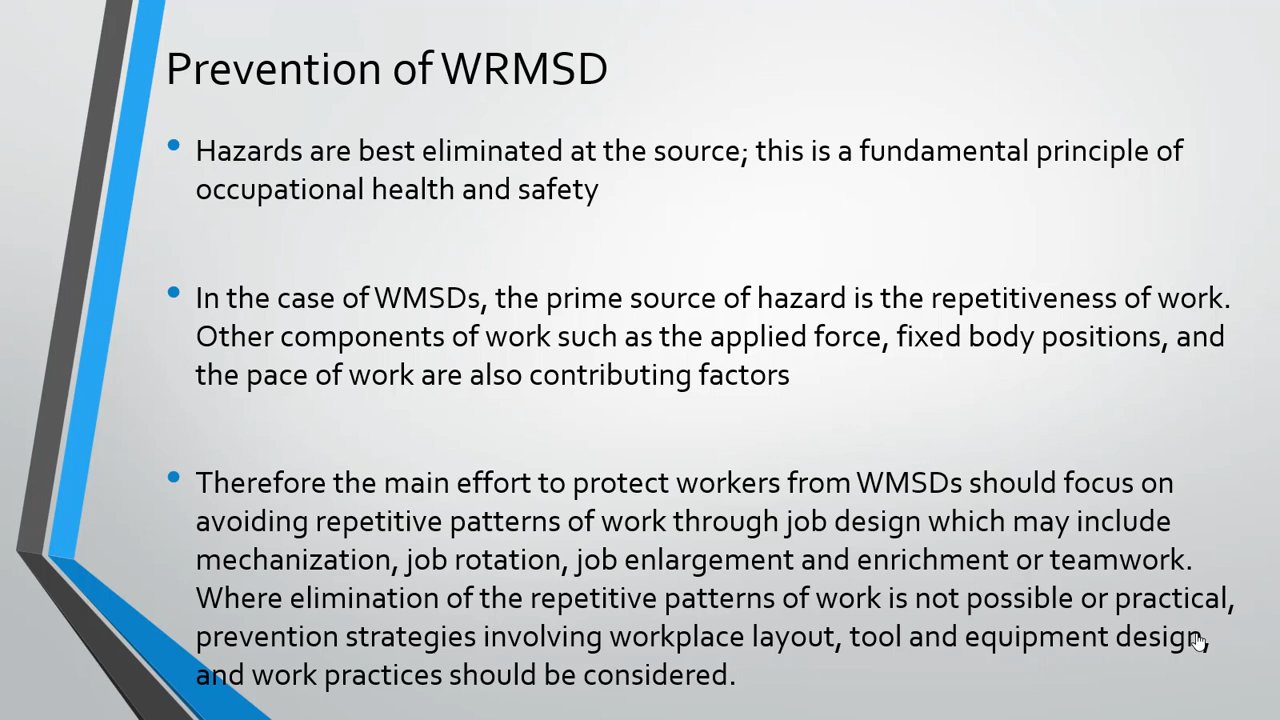 Prevention of WRMSD
• Hazards are best eliminated at the source; this is a fundamental principle of
occupational health and safety
• In the case of WMSDs, the prime source of hazard is the repetitiveness of work.
Other components of work such as the applied force, fixed body positions, and
the pace of work are also contributing factors
• Therefore the main effort to protect workers from WMSDs should focus on
avoiding repetitive patterns of work through job design which may include
mechanization, job rotation, job enlargement and enrichment or teamwork.
Where elimination of the repetitive patterns of work is not possible or practical,
prevention strategies involving workplace layout, tool and equipment design,
and work practices should be considered.